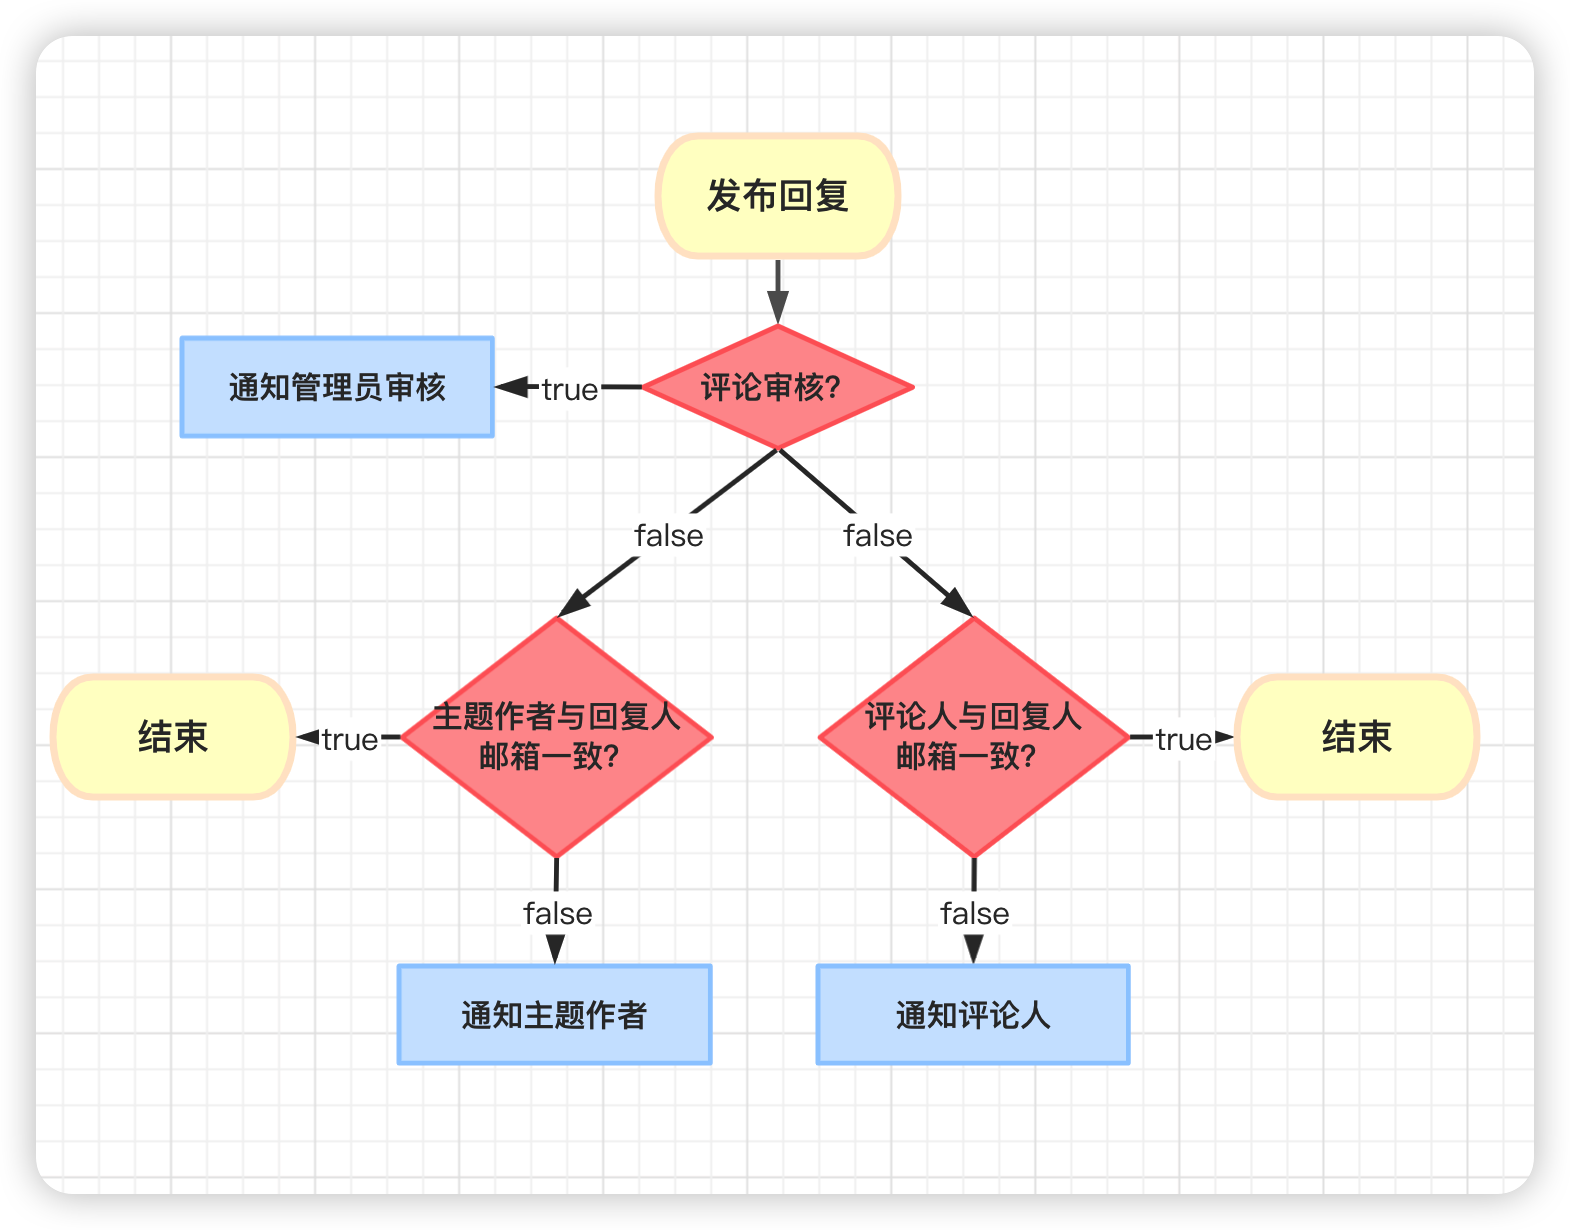 发布回复
通知管理员审核
true
评论审核?
false
false
结束
true
主题作者与回复人
邮箱一致?
评论人与回复人
邮箱一致?
true
结束
false
false
通知主题作者
通知评论人